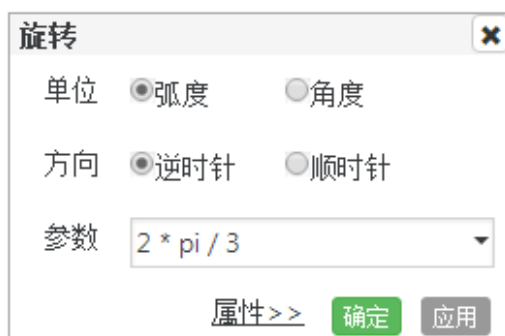 旋转
单位 弧度 角度
方向 逆时针 顺时针
参数 2 * pi / 3
属性>> 确定 应用